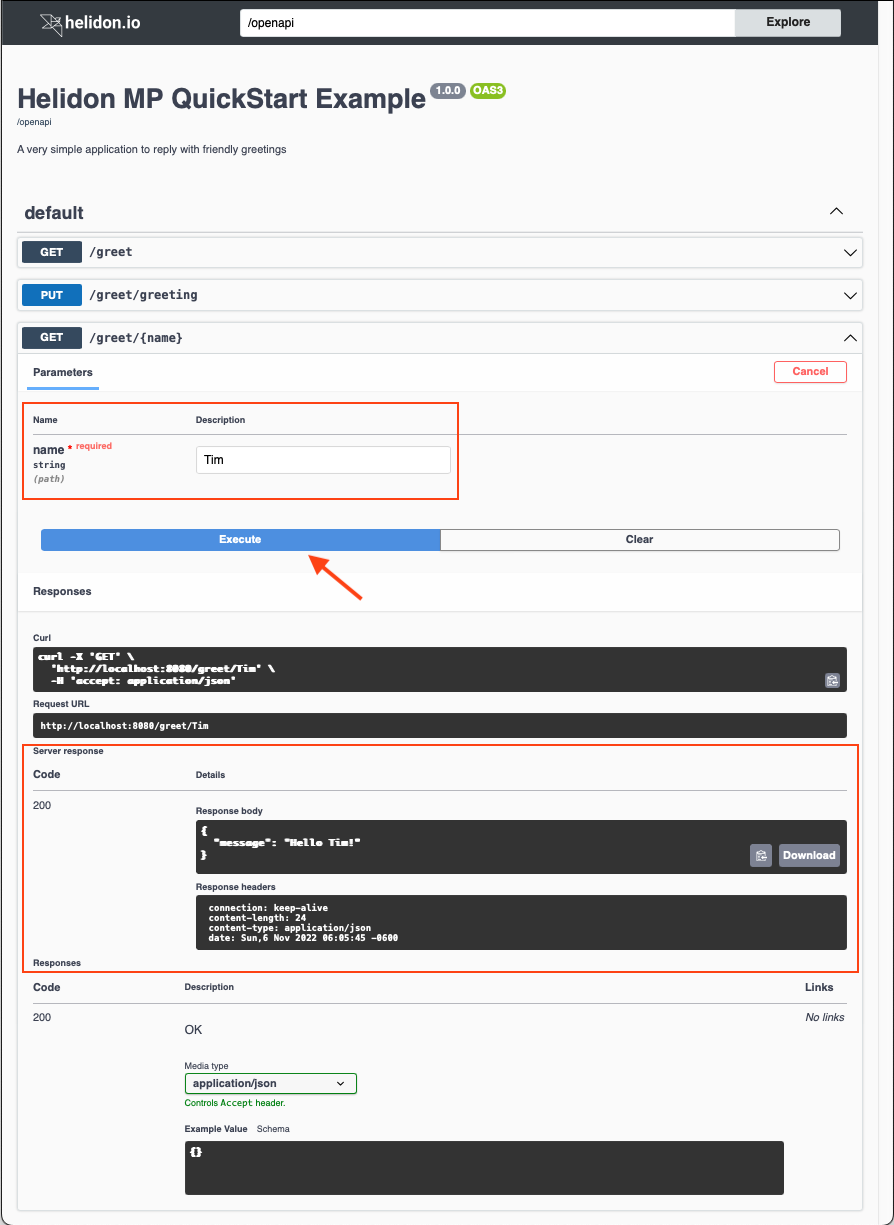 helidon.io
/openapi
Explore
Helidon MP QuickStart Example 1.0.0 OAS3
/openapi
A very simple application to reply with friendly greetings
default
GET /greet
PUT /greet/greeting
GET /greet/{name}
Parameters
Cancel
Name Description
name * required
string
(path)
Tim
Execute Clear
Responses
Curl
curl -X 'GET' \
'http://localhost:8080/greet/Tim' \
-H 'accept: application/json'
Request URL
http://localhost:8080/greet/Tim
Server response
Code Details
200
Response body
{
"message": "Hello Tim!"
}
Download
Response headers
connection: keep-alive
content-length: 24
content-type: application/json
date: Sun,6 Nov 2022 06:05:45 -0600
Responses
Code Description Links
200
OK
No links
Media type
application/json
Controls Accept header.
Example Value Schema
{}